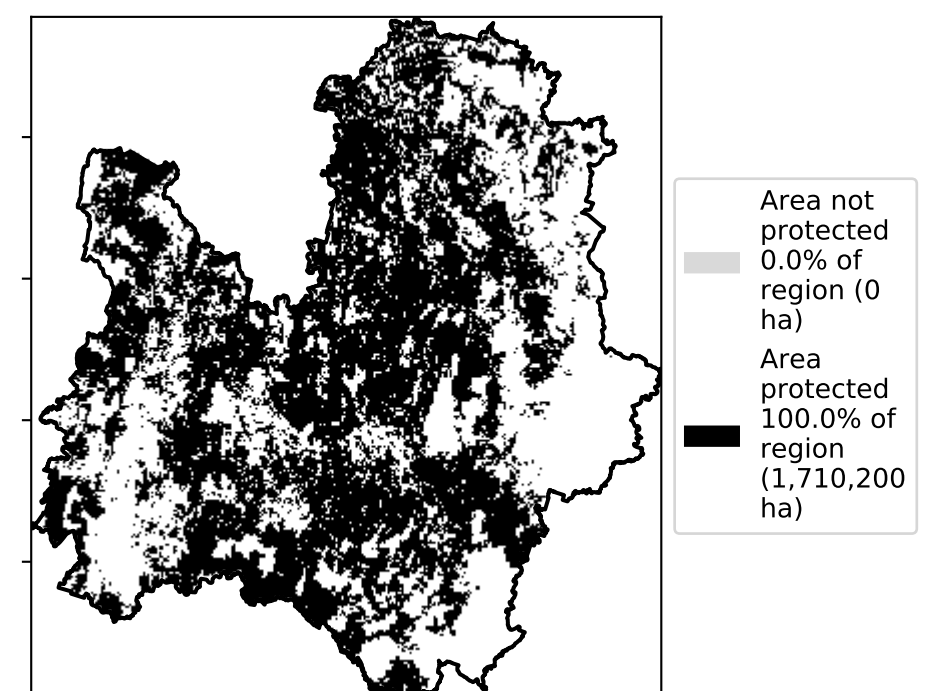 Area not
protected
0.0% of
region (0
ha)
Area
protected
100.0% of
region
(1,710,200
ha)